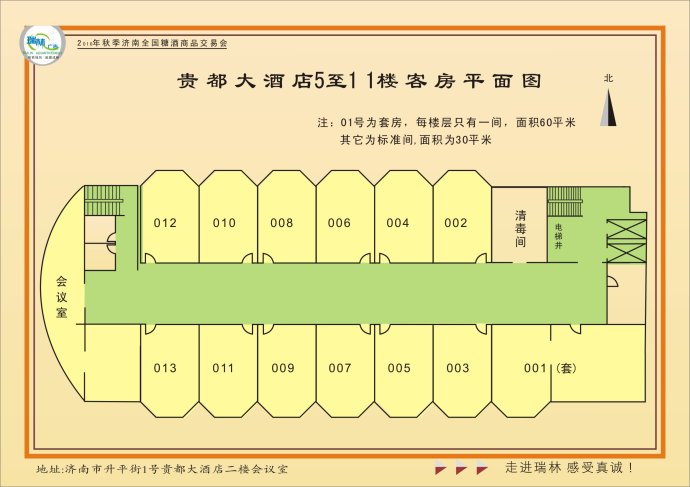 瑞林广告
2010年秋季济南全国糖酒商品交易会
贵都大酒店5至11楼客房平面图
北
注：01号为套房，每楼层只有一间，面积60平米
其它为标准间,面积为30平米
012
010
008
006
004
002
清毒间
电梯井
会议室
013
011
009
007
005
003
001（套）
地址:济南市升平街1号贵都大酒店二楼会议室
走进瑞林 感受真诚！